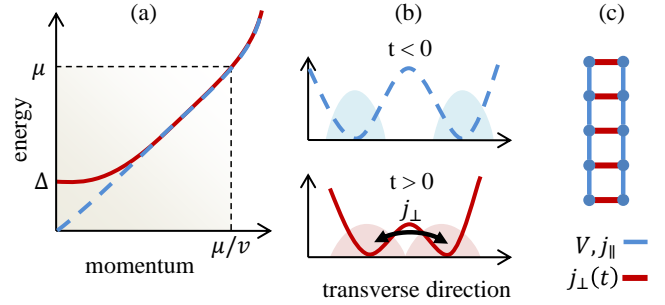 (a)
μ
energy
Δ
μ/v
momentum
(b)
t < 0
t > 0
j⊥
transverse direction
(c)
V, j∥
j⊥(t)